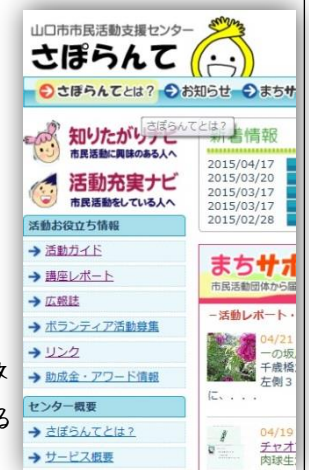 山口市市民活動支援センター
さぽらんて
さぽらんてとは？
お知らせ
まちサ
知りたがりナビ
市民活動に興味のある人へ
活動充実ナビ
市民活動をしている人へ
さぽらんてとは？
新着情報
2015/04/17
2015/03/20
2015/03/17
2015/03/17
2015/02/28
活動お役立ち情報
活動ガイド
講座レポート
広報誌
ボランティア活動募集
リンク
助成金・アワード情報
センター概要
さぽらんてとは？
サービス概要
まちサポ
市民活動団体から届
－活動レポート・
04/21
一の坂
千歳橋
左側３
に、．．．
04/19
チャオ
肉球生
る